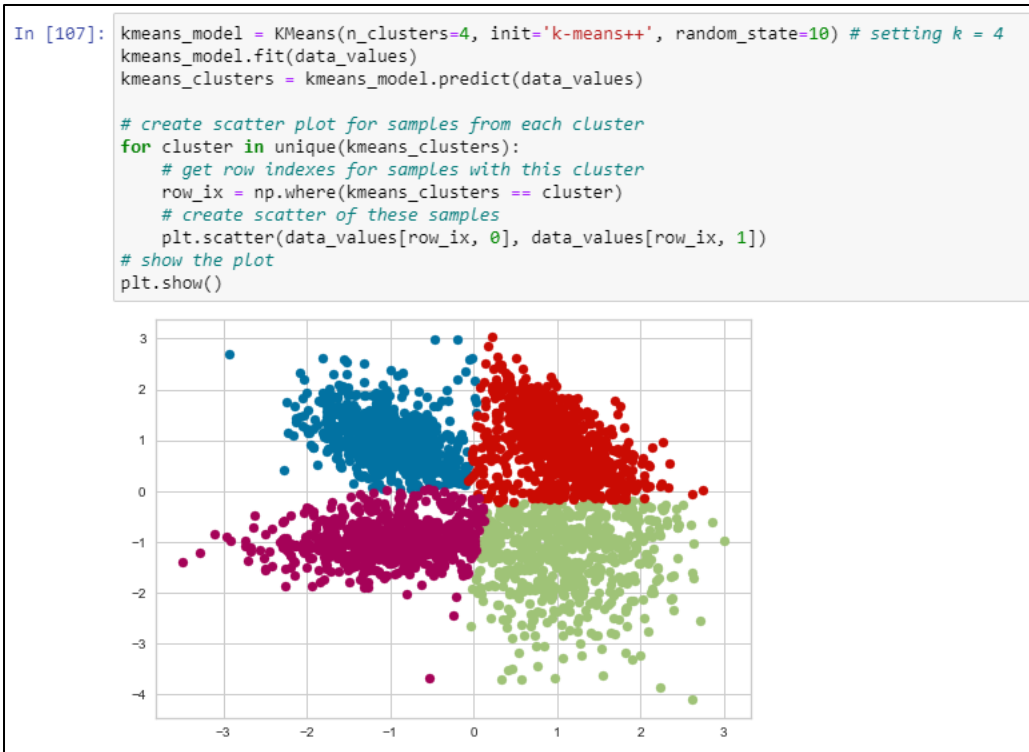 In [107]: kmeans_model = KMeans(n_clusters=4, init='k-means++', random_state=10) # setting k = 4
kmeans_model.fit(data_values)
kmeans_clusters = kmeans_model.predict(data_values)
# create scatter plot for samples from each cluster
for cluster in unique(kmeans_clusters):
# get row indexes for samples with this cluster
row_ix = np.where(kmeans_clusters == cluster)
# create scatter of these samples
plt.scatter(data_values[row_ix, 0], data_values[row_ix, 1])
# show the plot
plt.show()
3
2
1
0
−1
−2
−3
−4
−3 −2 −1 0 1 2 3